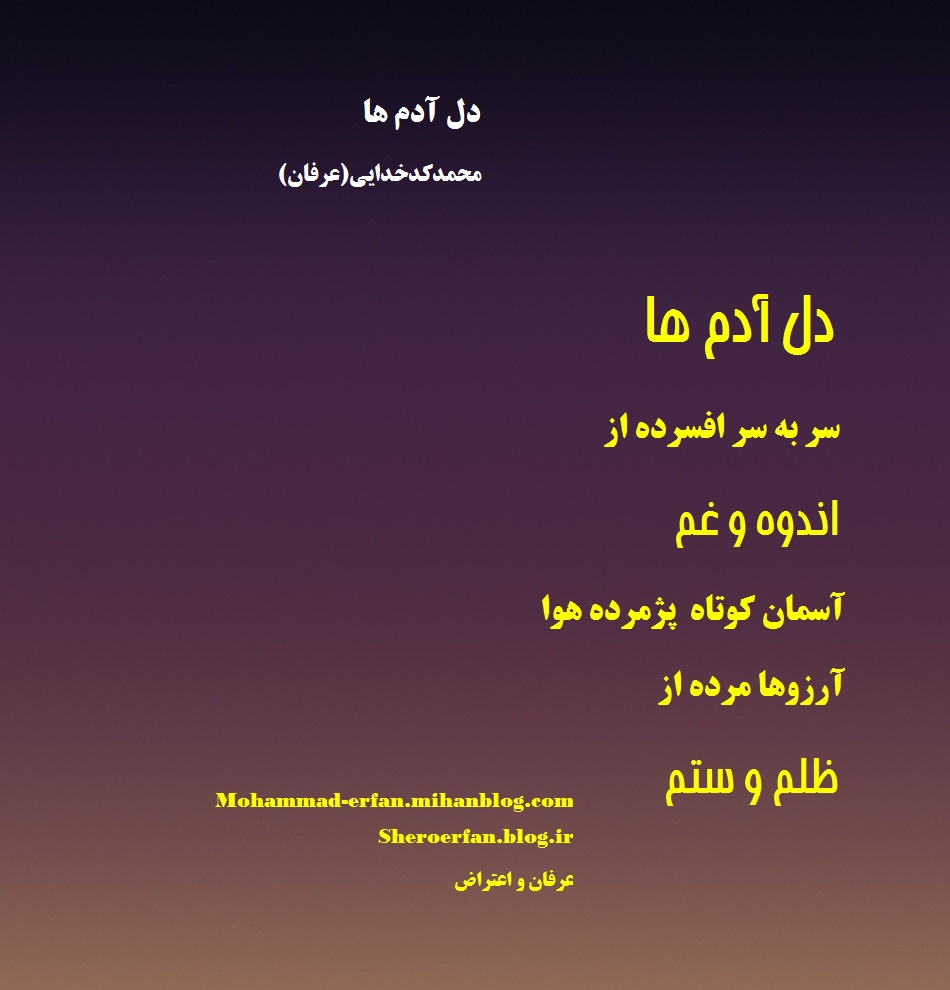 دل آدم ها
محمدکدخدایی(عرفان)
دل آدم ها
سر به سر افسرده از
اندوه و غم
آسمان کوتاه پژمرده هوا
آرزوها مرده از
ظلم و ستم
Mohammad-erfan.mihanblog.com
Sheroerfan.blog.ir
عرفان و اعتراض